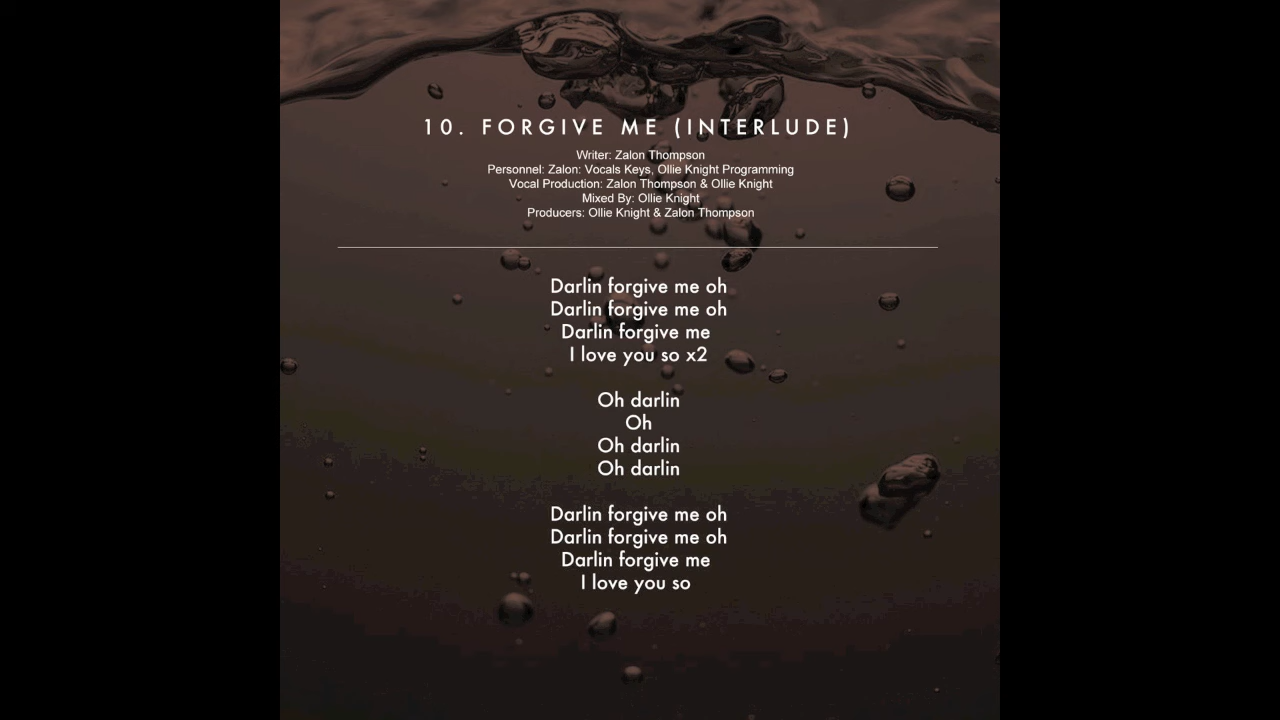 10. FORGIVE ME (INTERLUDE)
Writer: Zalon Thompson
Personnel: Zalon: Vocals Keys, Ollie Knight Programming
Vocal Production: Zalon Thompson & Ollie Knight
Mixed By: Ollie Knight
Producers: Ollie Knight & Zalon Thompson
Darlin forgive me oh
Darlin forgive me oh
Darlin forgive me
I love you so x2
Oh darlin
Oh
Oh darlin
Oh darlin
Darlin forgive me oh
Darlin forgive me oh
Darlin forgive me
I love you so